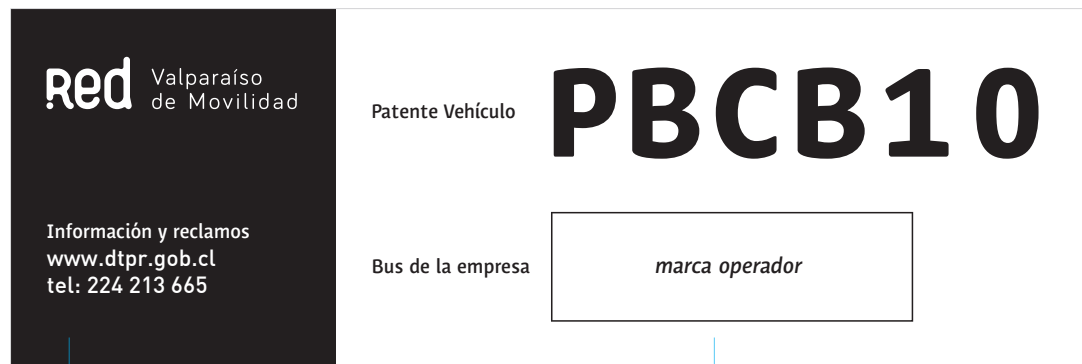 Red Valparaíso
de Movilidad
Información y reclamos
www.dtpr.gob.cl
tel: 224 213 665
Patente Vehículo PBCB10
Bus de la empresa marca operador